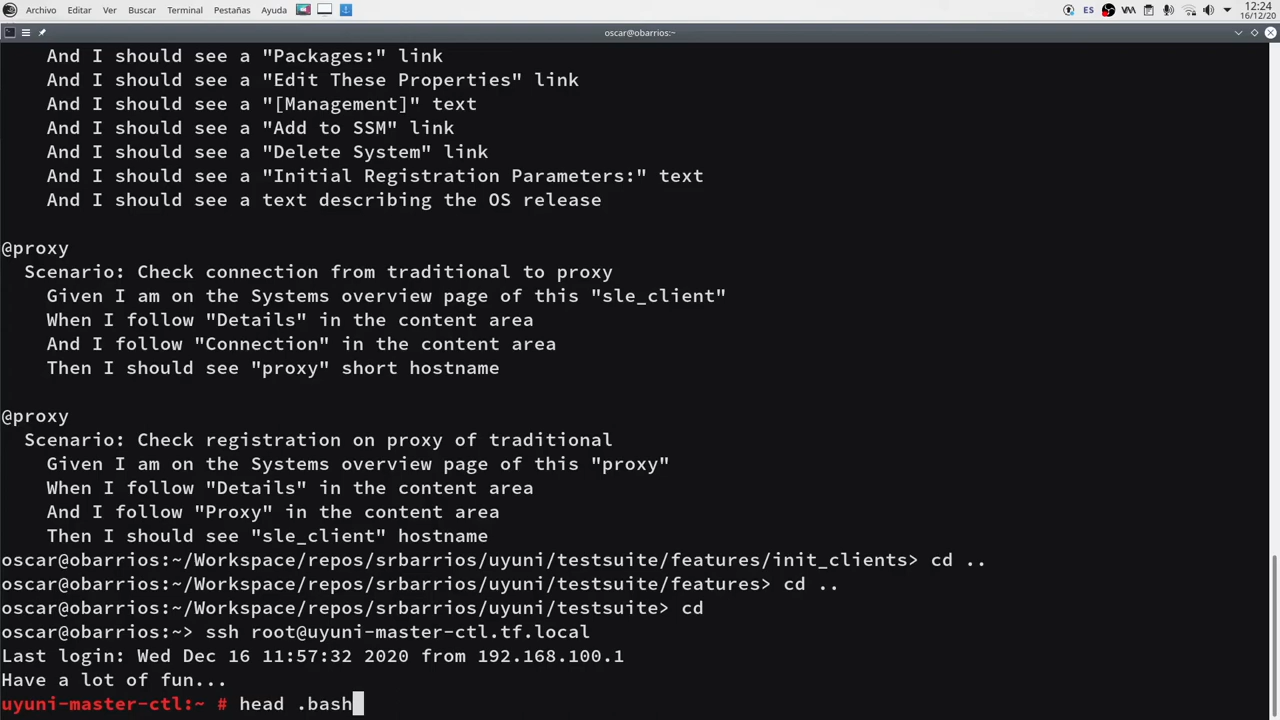 Archivo Editar Ver Buscar Terminal Pestañas Ayuda ES 12:24
16/12/20
oscar@obarrios:~
And I should see a "Packages:" link
And I should see a "Edit These Properties" link
And I should see a "[Management]" text
And I should see a "Add to SSM" link
And I should see a "Delete System" link
And I should see a "Initial Registration Parameters:" text
And I should see a text describing the OS release
@proxy
Scenario: Check connection from traditional to proxy
Given I am on the Systems overview page of this "sle_client"
When I follow "Details" in the content area
And I follow "Connection" in the content area
Then I should see "proxy" short hostname
@proxy
Scenario: Check registration on proxy of traditional
Given I am on the Systems overview page of this "proxy"
When I follow "Details" in the content area
And I follow "Proxy" in the content area
Then I should see "sle_client" hostname
oscar@obarrios:~/Workspace/repos/srbarrios/uyuni/testsuite/features/init_clients> cd ..
oscar@obarrios:~/Workspace/repos/srbarrios/uyuni/testsuite/features> cd ..
oscar@obarrios:~/Workspace/repos/srbarrios/uyuni/testsuite> cd
oscar@obarrios:~> ssh root@uyuni-master-ctl.tf.local
Last login: Wed Dec 16 11:57:32 2020 from 192.168.100.1
Have a lot of fun...
uyuni-master-ctl:~ # head .bash